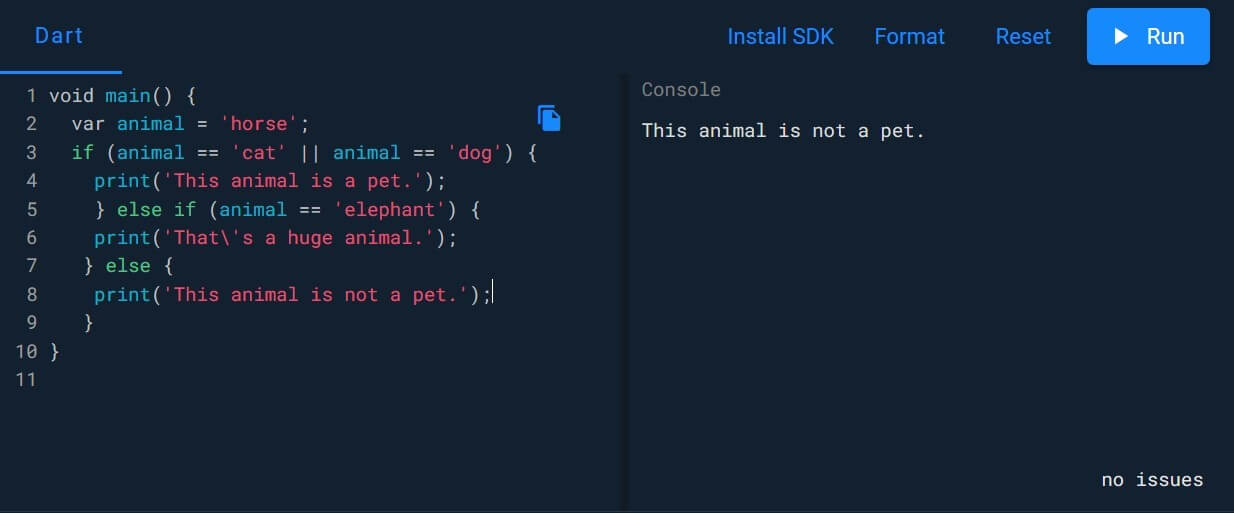 Dart
Install SDK Format Reset Run
1 void main() {
2   var animal = 'horse';
3   if (animal == 'cat' || animal == 'dog') {
4     print('This animal is a pet.');
5     } else if (animal == 'elephant') {
6     print('That\'s a huge animal.');
7    } else {
8     print('This animal is not a pet.');
9    }
10 }
11
Console
This animal is not a pet.
no issues